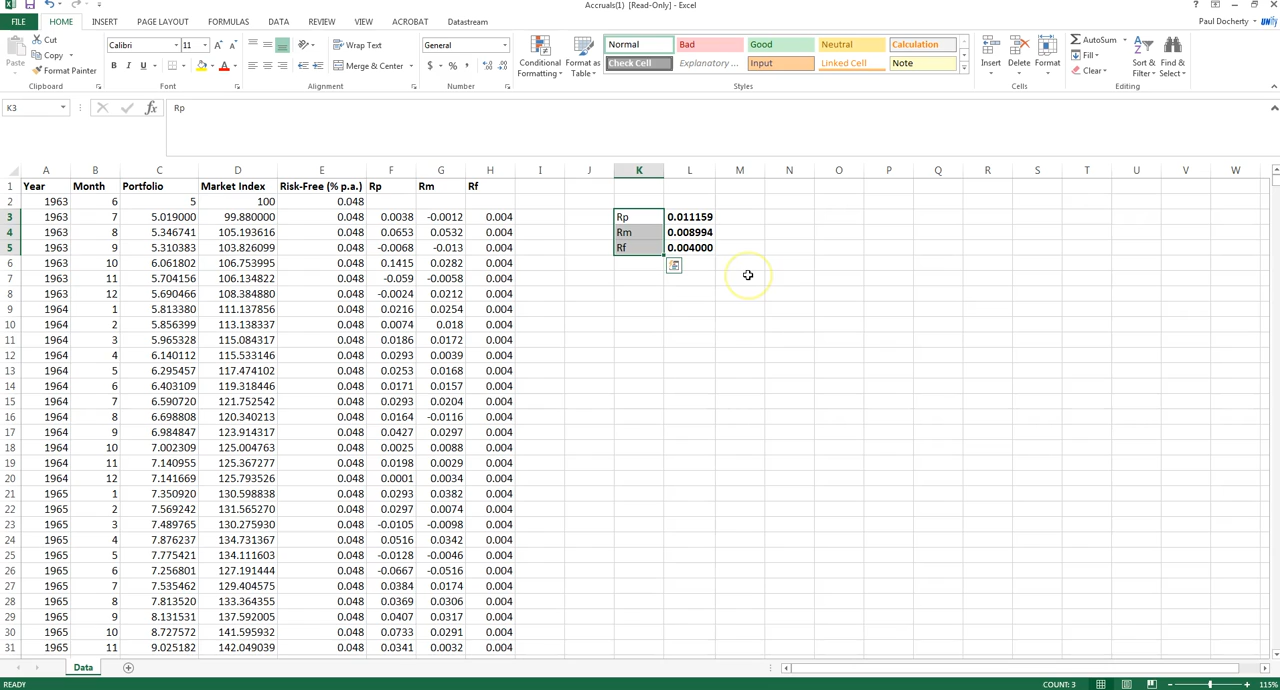 Accruals(1) [Read-Only] - Excel
FILE HOME INSERT PAGE LAYOUT FORMULAS DATA REVIEW VIEW ACROBAT Datastream Paul Docherty
Paste Cut Copy Format Painter Clipboard
Calibri 11 B I U A Font
Wrap Text Merge & Center Alignment
General $ % , Number
Conditional Formatting Format as Table Normal Bad Good Neutral Calculation
Check Cell Explanatory ... Input Linked Cell Note Styles
Insert Delete Format Cells
AutoSum Fill Clear Sort & Filter Find & Select Editing
K3 fx Rp
A B C D E F G H I J K L M N O P Q R S T U V W
1 Year Month Portfolio Market Index Risk-Free (% p.a.) Rp Rm Rf
2 1963 6 5 100 0.048
3 1963 7 5.019000 99.880000 0.048 0.0038 -0.0012 0.004 Rp 0.011159
4 1963 8 5.346741 105.193616 0.048 0.0653 0.0532 0.004 Rm 0.008994
5 1963 9 5.310383 103.826099 0.048 -0.0068 -0.013 0.004 Rf 0.004000
6 1963 10 6.061802 106.753995 0.048 0.1415 0.0282 0.004
7 1963 11 5.704156 106.134822 0.048 -0.059 -0.0058 0.004
8 1963 12 5.690466 108.384880 0.048 -0.0024 0.0212 0.004
9 1964 1 5.813380 111.137856 0.048 0.0216 0.0254 0.004
10 1964 2 5.856399 113.138337 0.048 0.0074 0.018 0.004
11 1964 3 5.965328 115.084317 0.048 0.0186 0.0172 0.004
12 1964 4 6.140112 115.533146 0.048 0.0293 0.0039 0.004
13 1964 5 6.295457 117.474102 0.048 0.0253 0.0168 0.004
14 1964 6 6.403109 119.318446 0.048 0.0171 0.0157 0.004
15 1964 7 6.590720 121.752542 0.048 0.0293 0.0204 0.004
16 1964 8 6.698808 120.340213 0.048 0.0164 -0.0116 0.004
17 1964 9 6.984847 123.914317 0.048 0.0427 0.0297 0.004
18 1964 10 7.002309 125.004763 0.048 0.0025 0.0088 0.004
19 1964 11 7.140955 125.367277 0.048 0.0198 0.0029 0.004
20 1964 12 7.141669 125.793526 0.048 0.0001 0.0034 0.004
21 1965 1 7.350920 130.598838 0.048 0.0293 0.0382 0.004
22 1965 2 7.569242 131.565270 0.048 0.0297 0.0074 0.004
23 1965 3 7.489765 130.275930 0.048 -0.0105 -0.0098 0.004
24 1965 4 7.876237 134.731367 0.048 0.0516 0.0342 0.004
25 1965 5 7.775421 134.111603 0.048 -0.0128 -0.0046 0.004
26 1965 6 7.256801 127.191444 0.048 -0.0667 -0.0516 0.004
27 1965 7 7.535462 129.404575 0.048 0.0384 0.0174 0.004
28 1965 8 7.813520 133.364355 0.048 0.0369 0.0306 0.004
29 1965 9 8.131531 137.592005 0.048 0.0407 0.0317 0.004
30 1965 10 8.727572 141.595932 0.048 0.0733 0.0291 0.004
31 1965 11 9.025182 142.049039 0.048 0.0341 0.0032 0.004
Data
READY COUNT: 3 115%